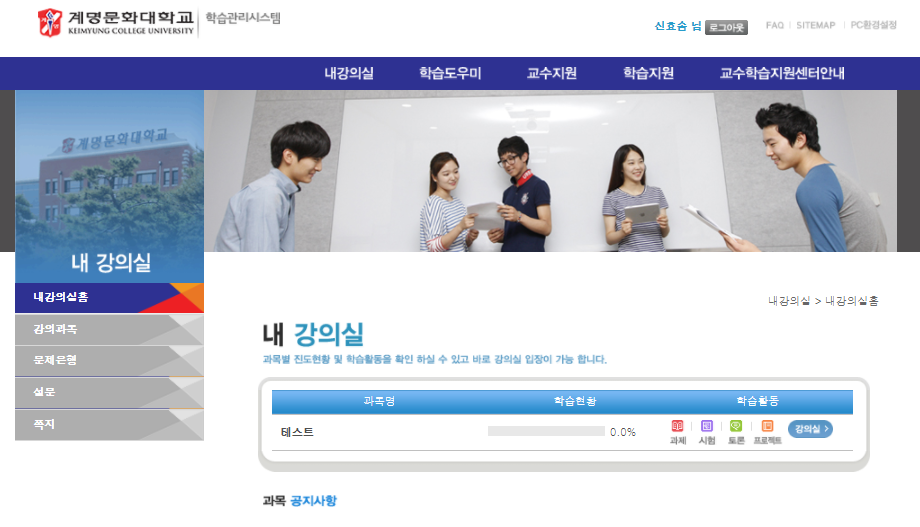 계명문화대학교 학습관리시스템
KEIMYUNG COLLEGE UNIVERSITY
신효송 님 로그아웃 FAQ SITEMAP PC환경설정
내강의실 학습도우미 교수지원 학습지원 교수학습지원센터안내
계명문화대학교
내 강의실
내강의실홈
강의과목
문제은행
설문
쪽지
내강의실 > 내강의실홈
내 강의실
과목별 진도현황 및 학습활동을 확인 하실 수 있고 바로 강의실 입장이 가능 합니다.
과목명 학습현황 학습활동
테스트 0.0% 과제 시험 토론 프로젝트 강의실 >
과목 공지사항